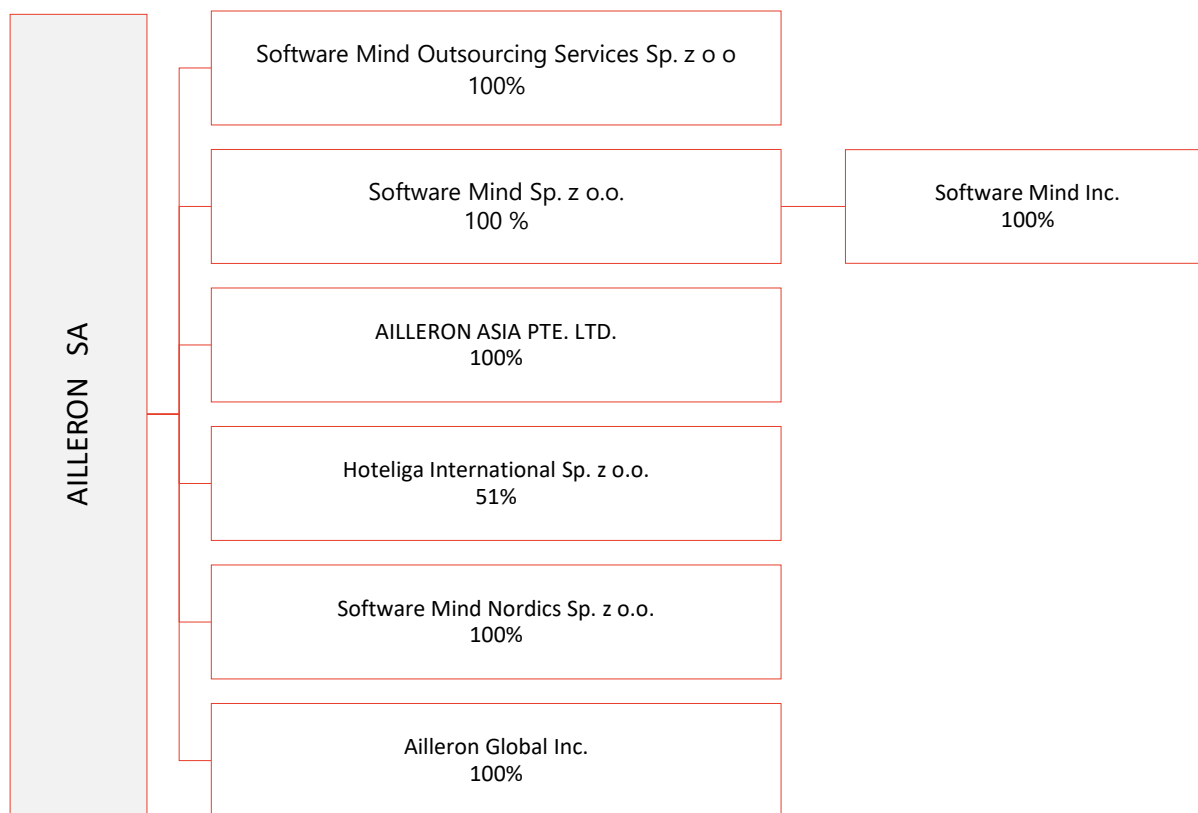 AILLERON SA
Software Mind Outsourcing Services Sp. z o o
100%
Software Mind Sp. z o.o.
100 %
Software Mind Inc.
100%
AILLERON ASIA PTE. LTD.
100%
Hoteliga International Sp. z o.o.
51%
Software Mind Nordics Sp. z o.o.
100%
Ailleron Global Inc.
100%